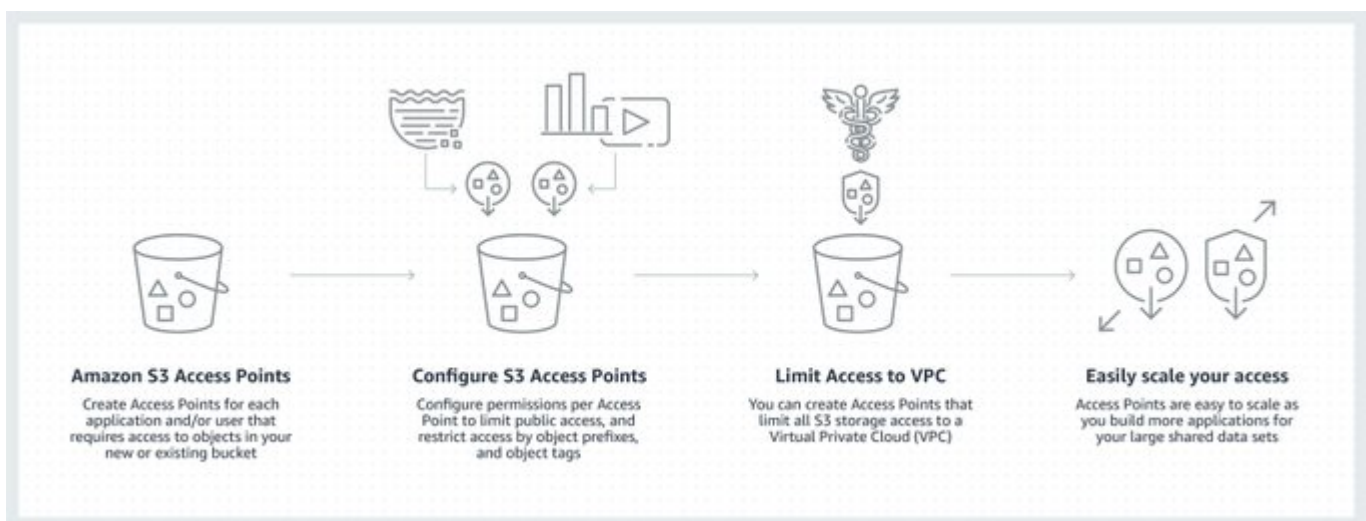 Amazon S3 Access Points
Create Access Points for each
application and/or user that
requires access to objects in your
new or existing bucket
Configure S3 Access Points
Configure permissions per Access
Point to limit public access, and
restrict access by object prefixes,
and object tags
Limit Access to VPC
You can create Access Points that
limit all S3 storage access to a
Virtual Private Cloud (VPC)
Easily scale your access
Access Points are easy to scale as
you build more applications for
your large shared data sets